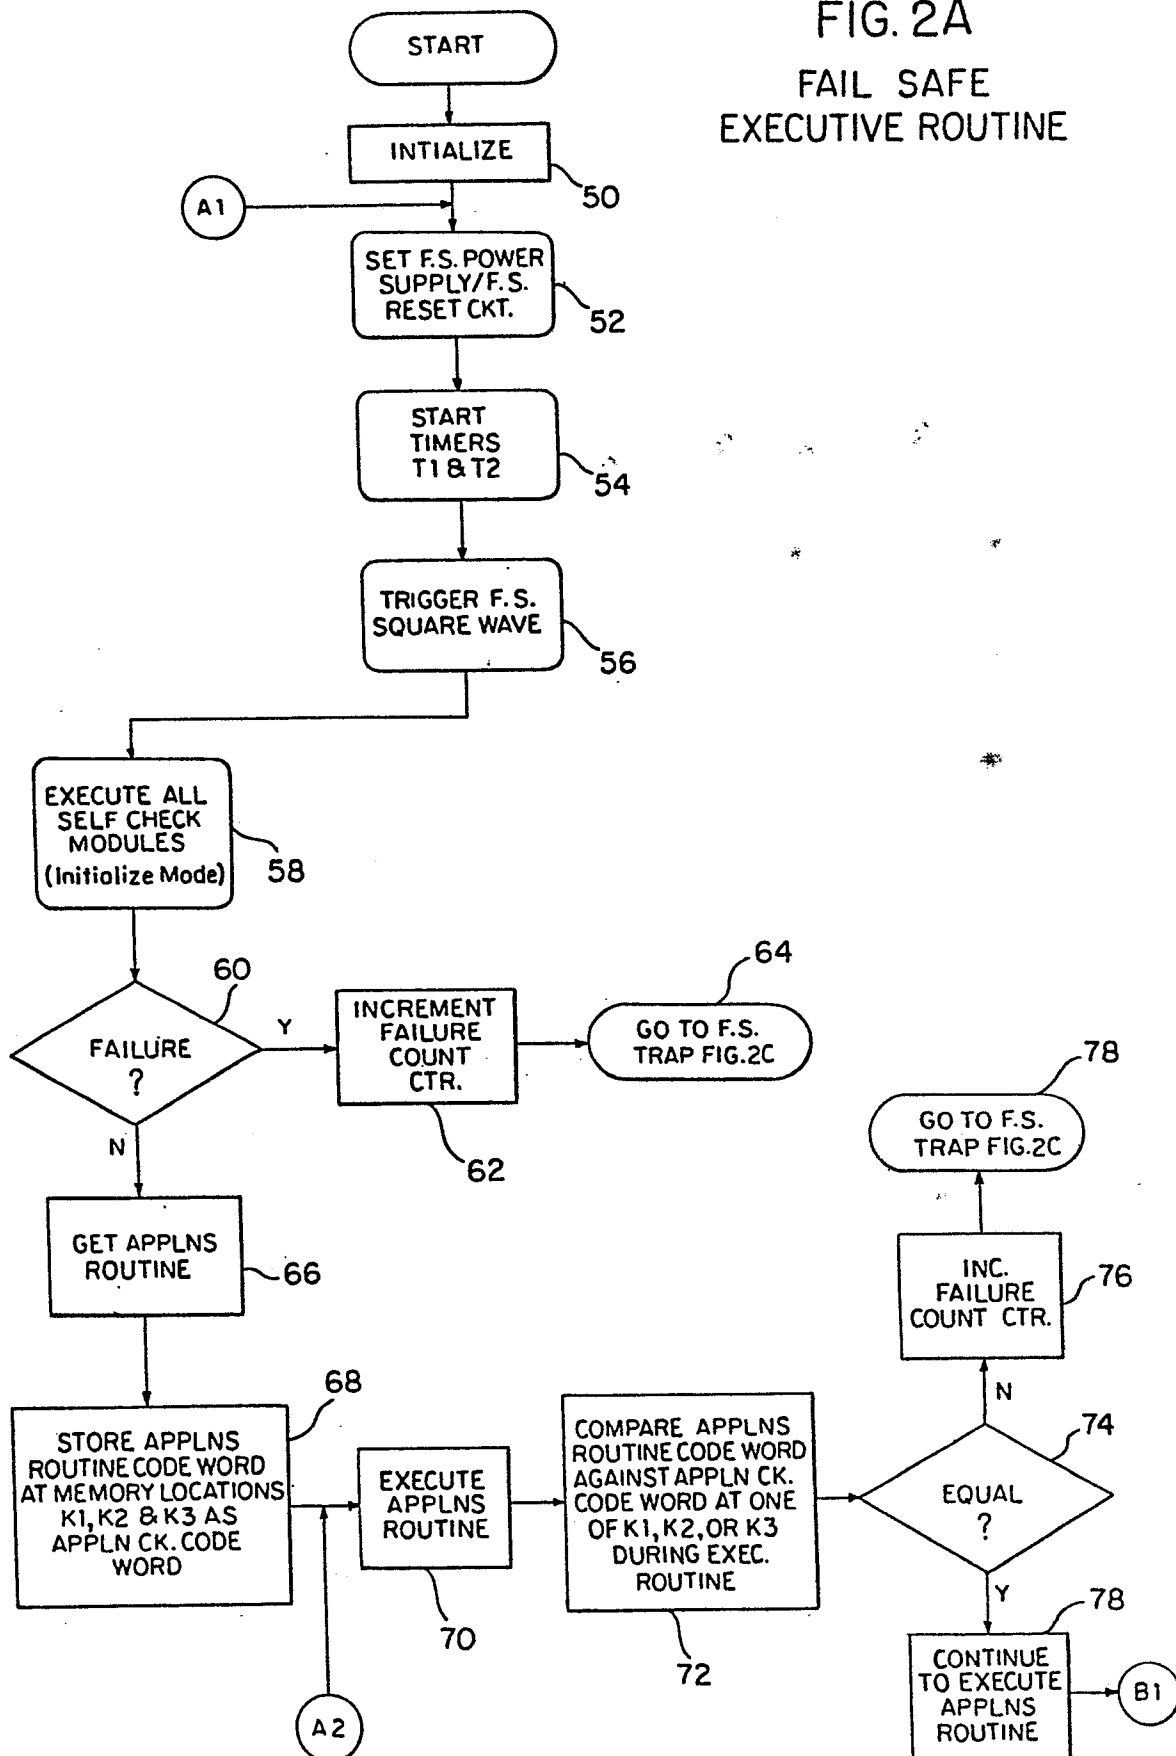 FIG. 2A
FAIL SAFE
EXECUTIVE ROUTINE
START
INTIALIZE
50
A1
SET F.S. POWER
SUPPLY/F.S.
RESET CKT.
52
START
TIMERS
T1 & T2
54
TRIGGER F.S.
SQUARE WAVE
56
EXECUTE ALL
SELF CHECK
MODULES
(Initialize Mode)
58
60
FAILURE
?
Y
N
INCREMENT
FAILURE
COUNT
CTR.
62
64
GO TO F.S.
TRAP FIG.2C
GET APPLNS
ROUTINE
66
68
STORE APPLNS
ROUTINE CODE WORD
AT MEMORY LOCATIONS
K1, K2 & K3 AS
APPLN CK. CODE
WORD
A2
EXECUTE
APPLNS
ROUTINE
70
COMPARE APPLNS
ROUTINE CODE WORD
AGAINST APPLN CK.
CODE WORD AT ONE
OF K1, K2, OR K3
DURING EXEC.
ROUTINE
72
74
EQUAL
?
N
Y
INC.
FAILURE
COUNT CTR.
76
78
GO TO F.S.
TRAP FIG.2C
78
CONTINUE
TO EXECUTE
APPLNS
ROUTINE
B1